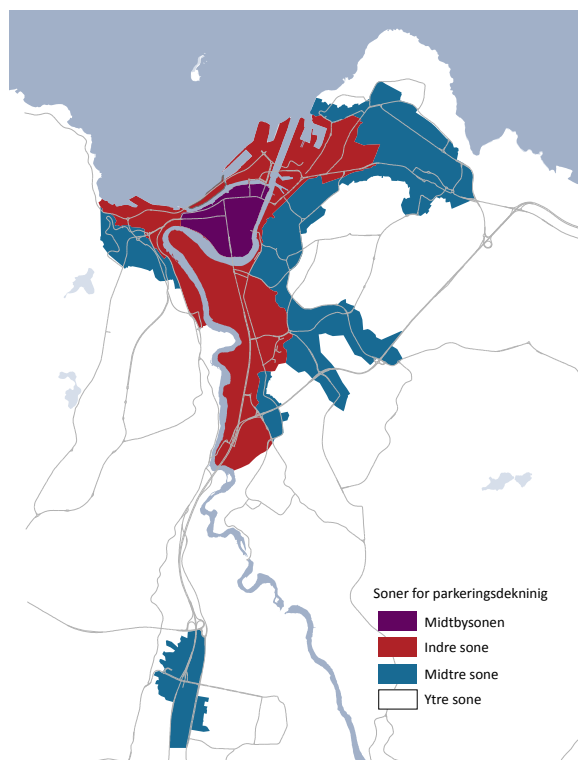 Soner for parkeringsdekninig
Midtbysonen
Indre sone
Midtre sone
Ytre sone